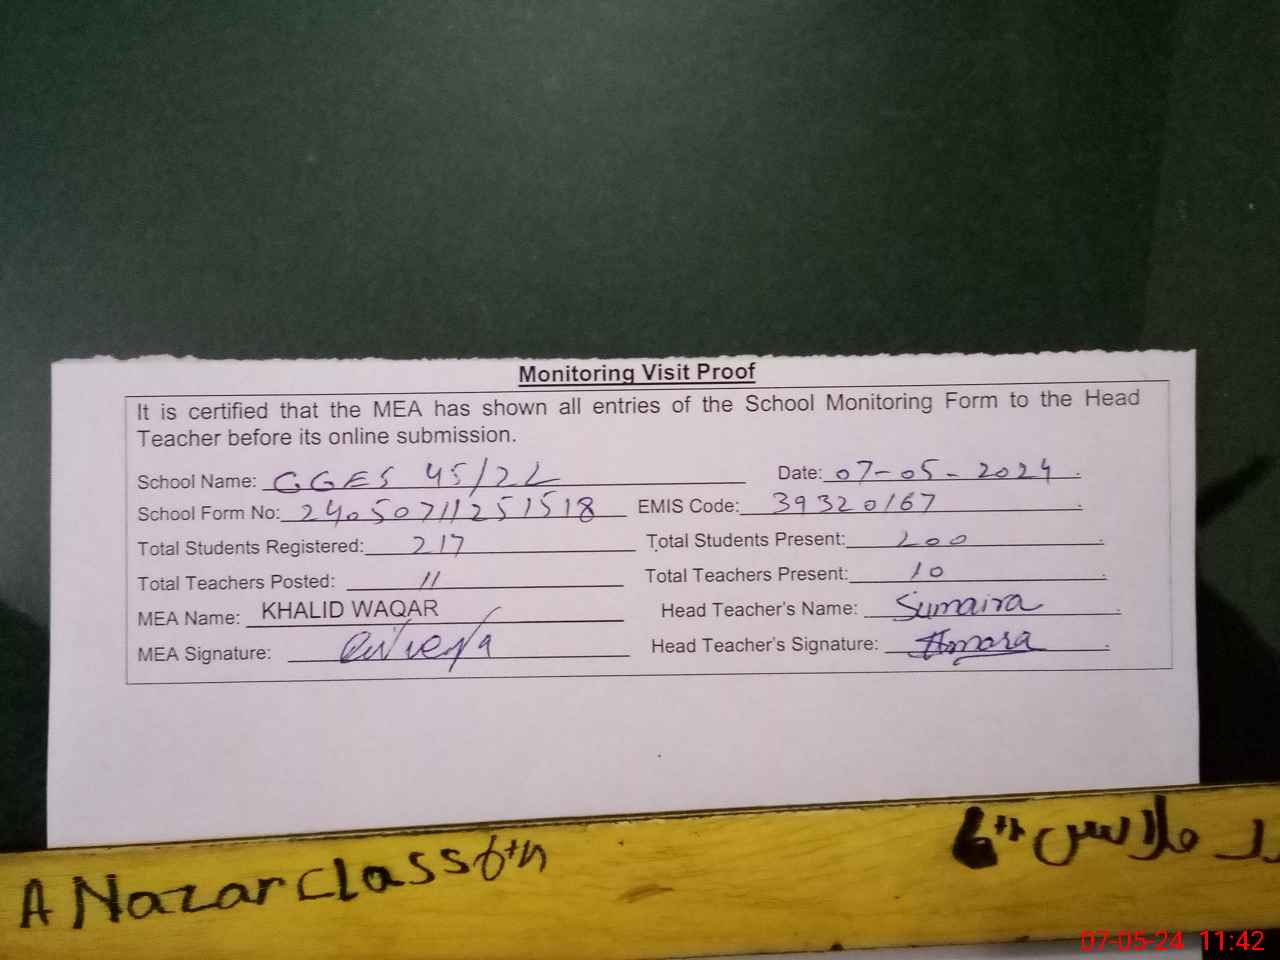 Monitoring Visit Proof
It is certified that the MEA has shown all entries of the School Monitoring Form to the Head
Teacher before its online submission.
School Name: GGES 45/2L Date: 07-05-2024
School Form No: 24050711251518 EMIS Code: 39320167
Total Students Registered: 217 Total Students Present: 200
Total Teachers Posted: 11 Total Teachers Present: 10
MEA Name: KHALID WAQAR Head Teacher's Name: Sumaira
MEA Signature: Head Teacher's Signature:
A Nazar class 6th
کلاس 6th
07-05-24 11:42